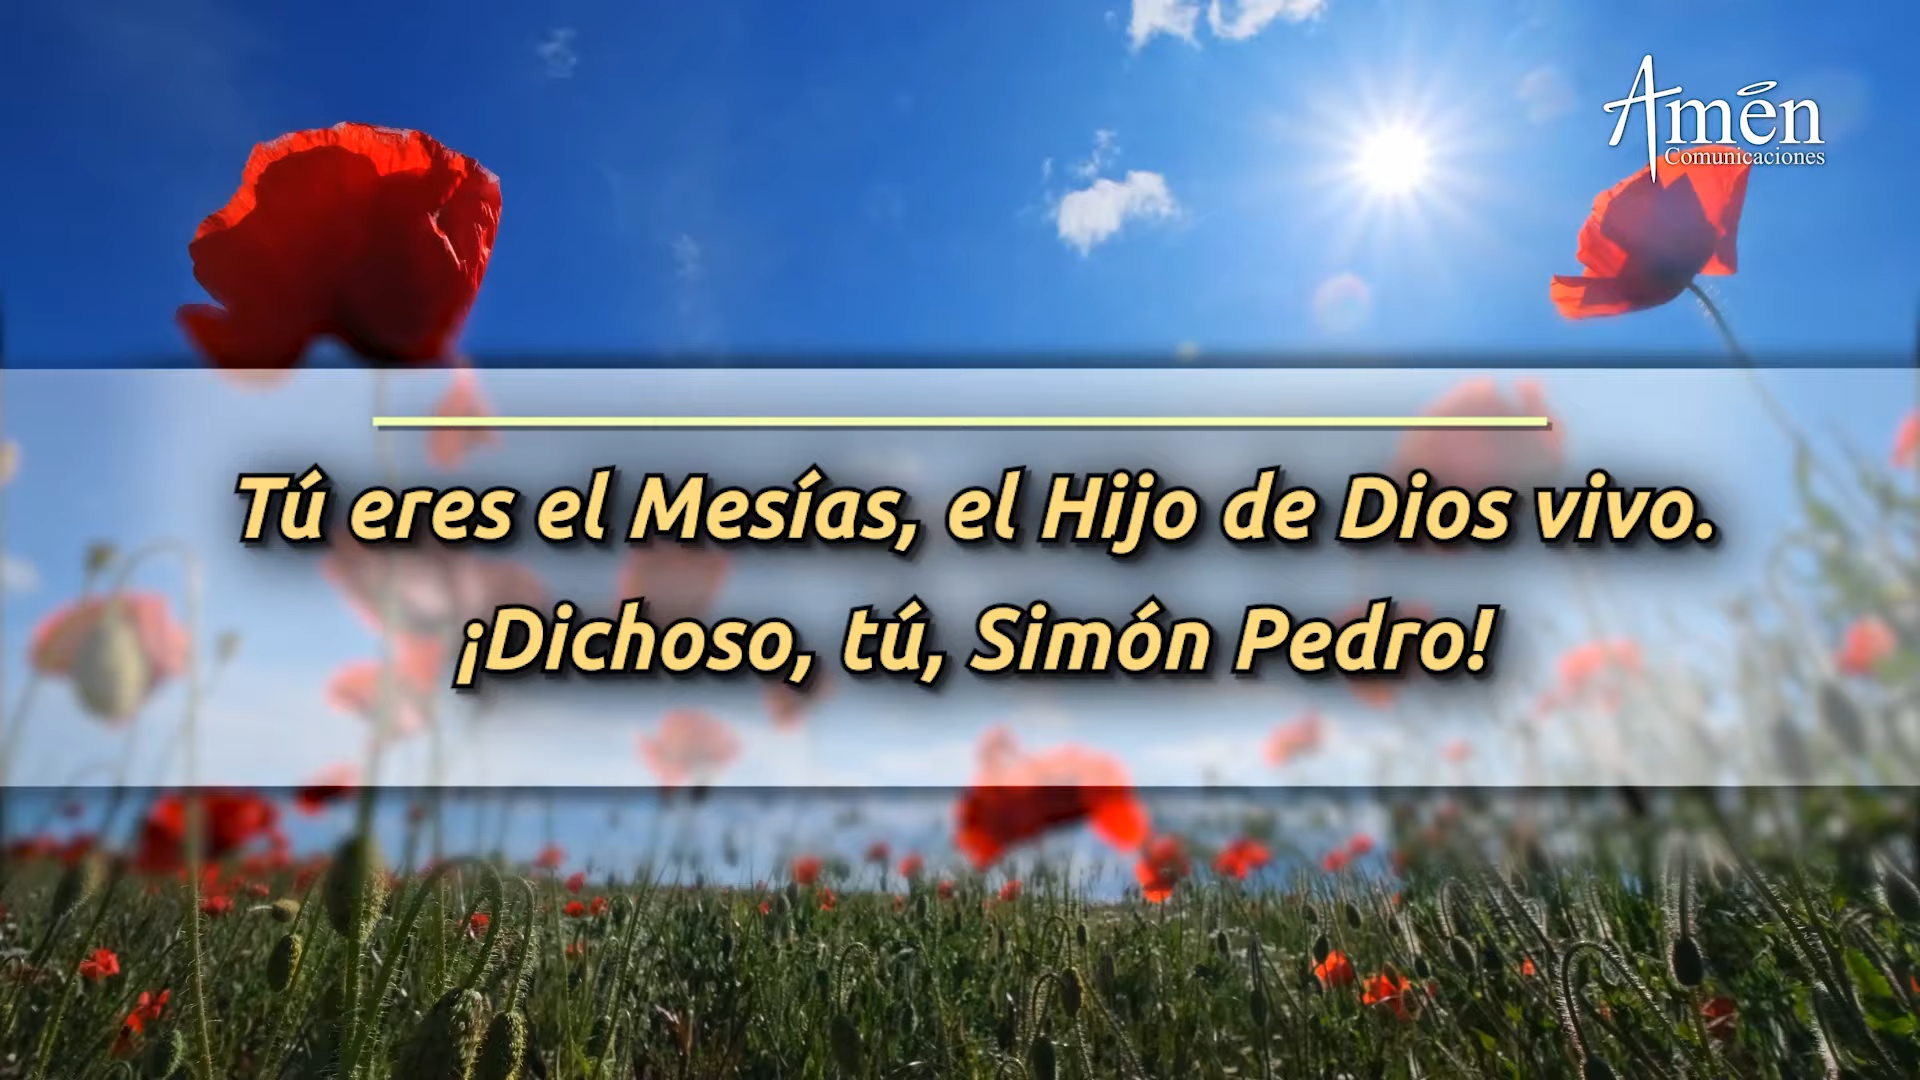 Amén
Comunicaciones
Tú eres el Mesías, el Hijo de Dios vivo.
¡Dichoso, tú, Simón Pedro!